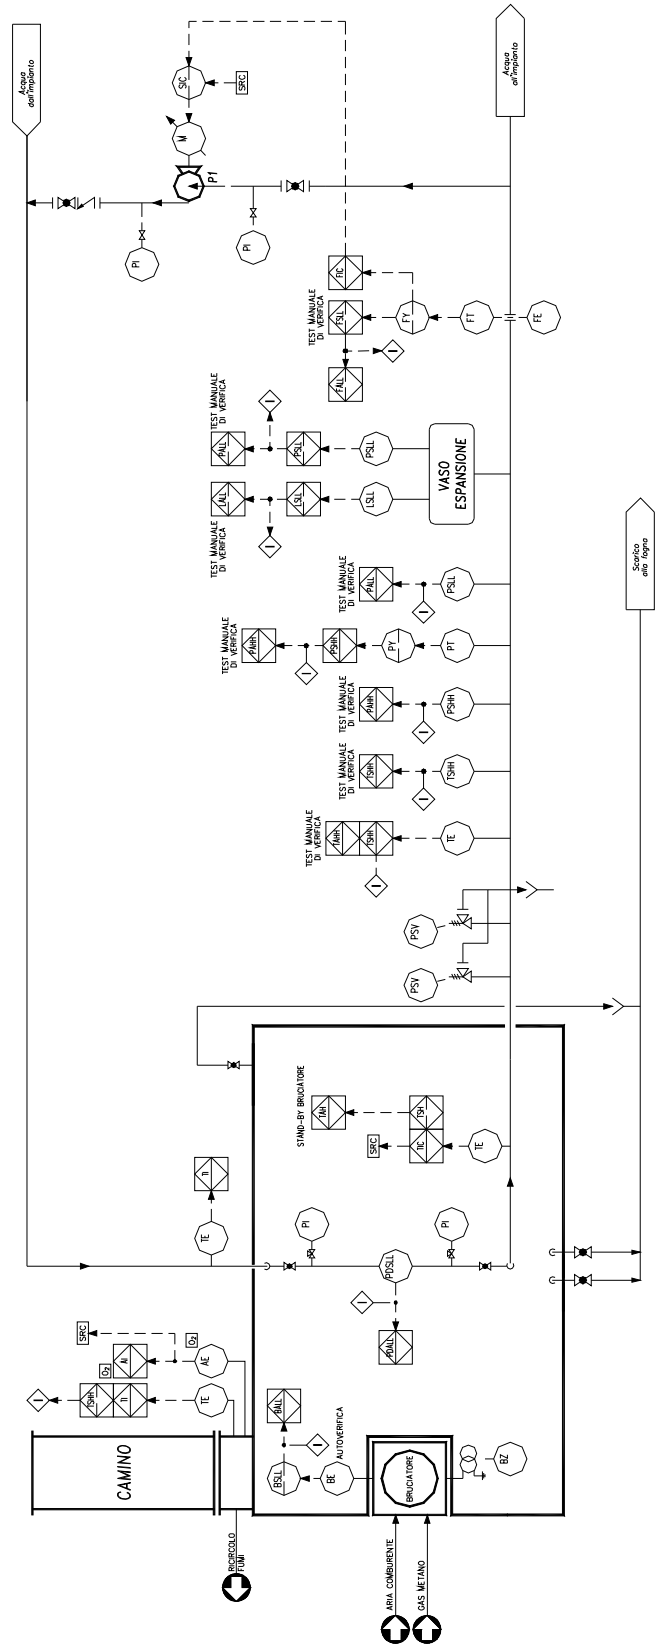 Acqua
dall'impianto
Acqua
all'impianto
SIC
SRC
M
P1
PI
PI
FIC
TEST MANUALE
DI VERIFICA
FSLL
FY
FT
FE
I
FALL
TEST MANUALE
DI VERIFICA
I
PALL
PSLL
PSLL
VASO
ESPANSIONE
LALL
LSLL
LSLL
TEST MANUALE
DI VERIFICA
I
Scarico
alla fogna
TEST MANUALE
DI VERIFICA
PALL
PSLL
I
TEST MANUALE
DI VERIFICA
PAHH
PSHH
PY
PT
I
TEST MANUALE
DI VERIFICA
PAHH
PSHH
I
TEST MANUALE
DI VERIFICA
TSHH
TSHH
I
TEST MANUALE
DI VERIFICA
TAHH
TSHH
TE
I
PSV
PSV
STAND-BY BRUCIATORE
TAH
TSH
SRC
TIC
TE
TI
TE
PI
PI
PDSLL
I
PDALL
SRC
O2
AI
O2
AE
I
TSHH
TI
TE
CAMINO
BALL
I
AUTOVERIFICA
BSLL
BE
BRUCIATORE
BZ
RICIRCOLO
FUMI
ARIA COMBURENTE
GAS METANO